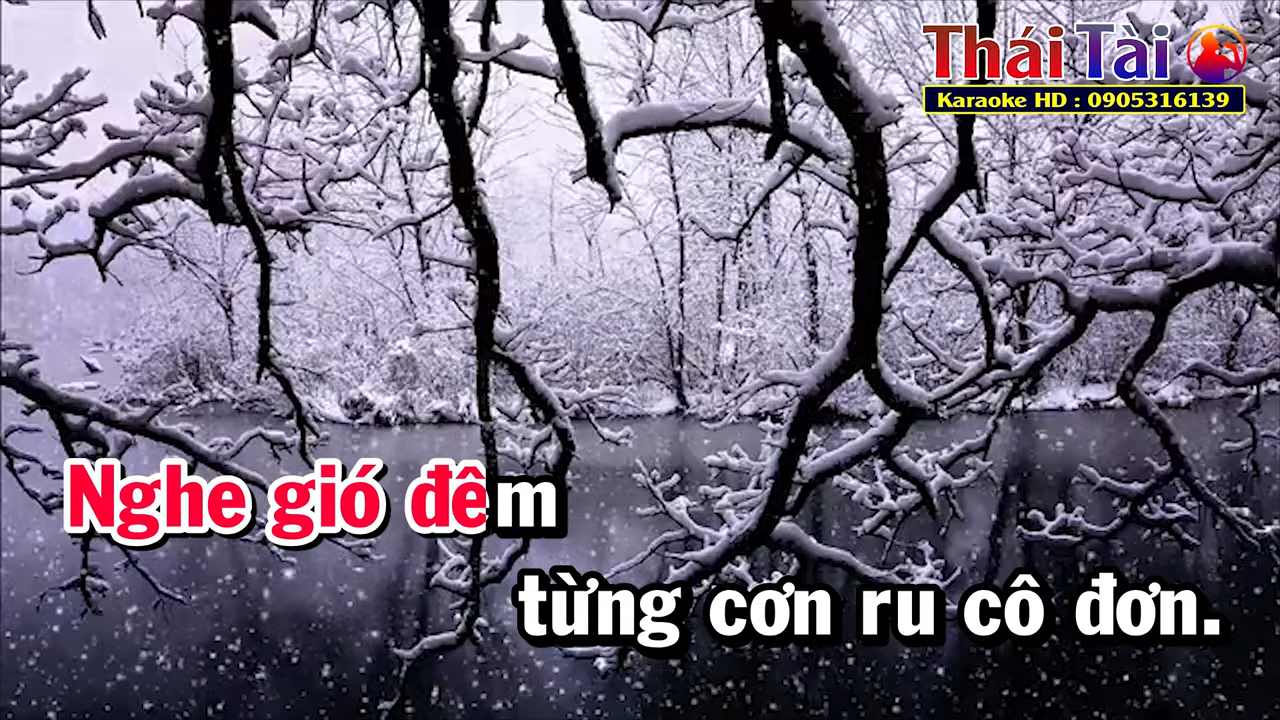 Thái Tài
Karaoke HD : 0905316139
Nghe gió đêm
từng cơn ru cô đơn.